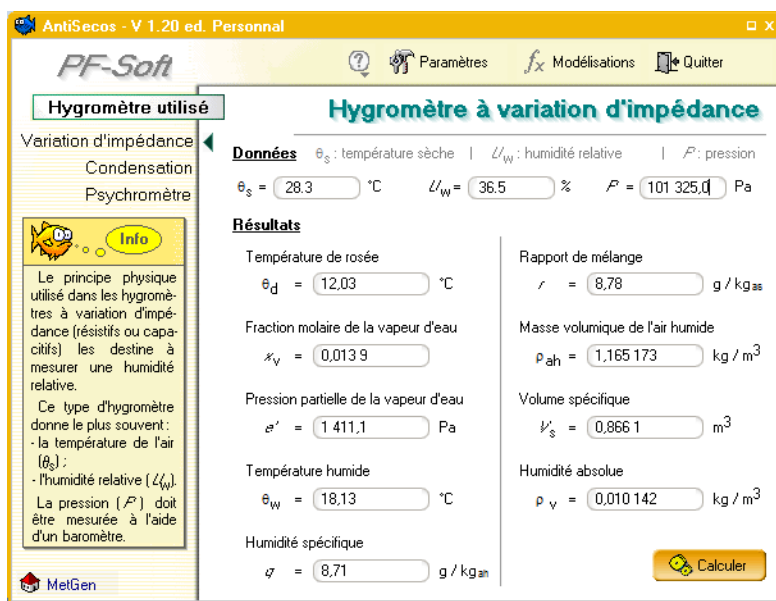 AntiSecos - V 1.20 ed. Personnal
PF-Soft
Paramètres
fx Modélisations
Quitter
Hygromètre utilisé
Variation d'impédance
Condensation
Psychromètre
Info
Le principe physique
utilisé dans les hygromè-
tres à variation d'impé-
dance (résistifs ou capa-
citifs) les destine à
mesurer une humidité
relative.
Ce type d'hygromètre
donne le plus souvent :
- la température de l'air
(θs) ;
- l'humidité relative (Uw).
La pression (P) doit
être mesurée à l'aide
d'un baromètre.
MetGen
Hygromètre à variation d'impédance
Données θs : température sèche | Uw : humidité relative | P : pression
θs = 28.3 °C Uw = 36.5 % P = 101 325,0 Pa
Résultats
Température de rosée
θd = 12,03 °C
Fraction molaire de la vapeur d'eau
xv = 0,013 9
Pression partielle de la vapeur d'eau
e' = 1 411,1 Pa
Température humide
θw = 18,13 °C
Humidité spécifique
q = 8,71 g / kgah
Rapport de mélange
r = 8,78 g / kgas
Masse volumique de l'air humide
ρah = 1,165 173 kg / m³
Volume spécifique
V's = 0,866 1 m³
Humidité absolue
ρv = 0,010 142 kg / m³
Calculer